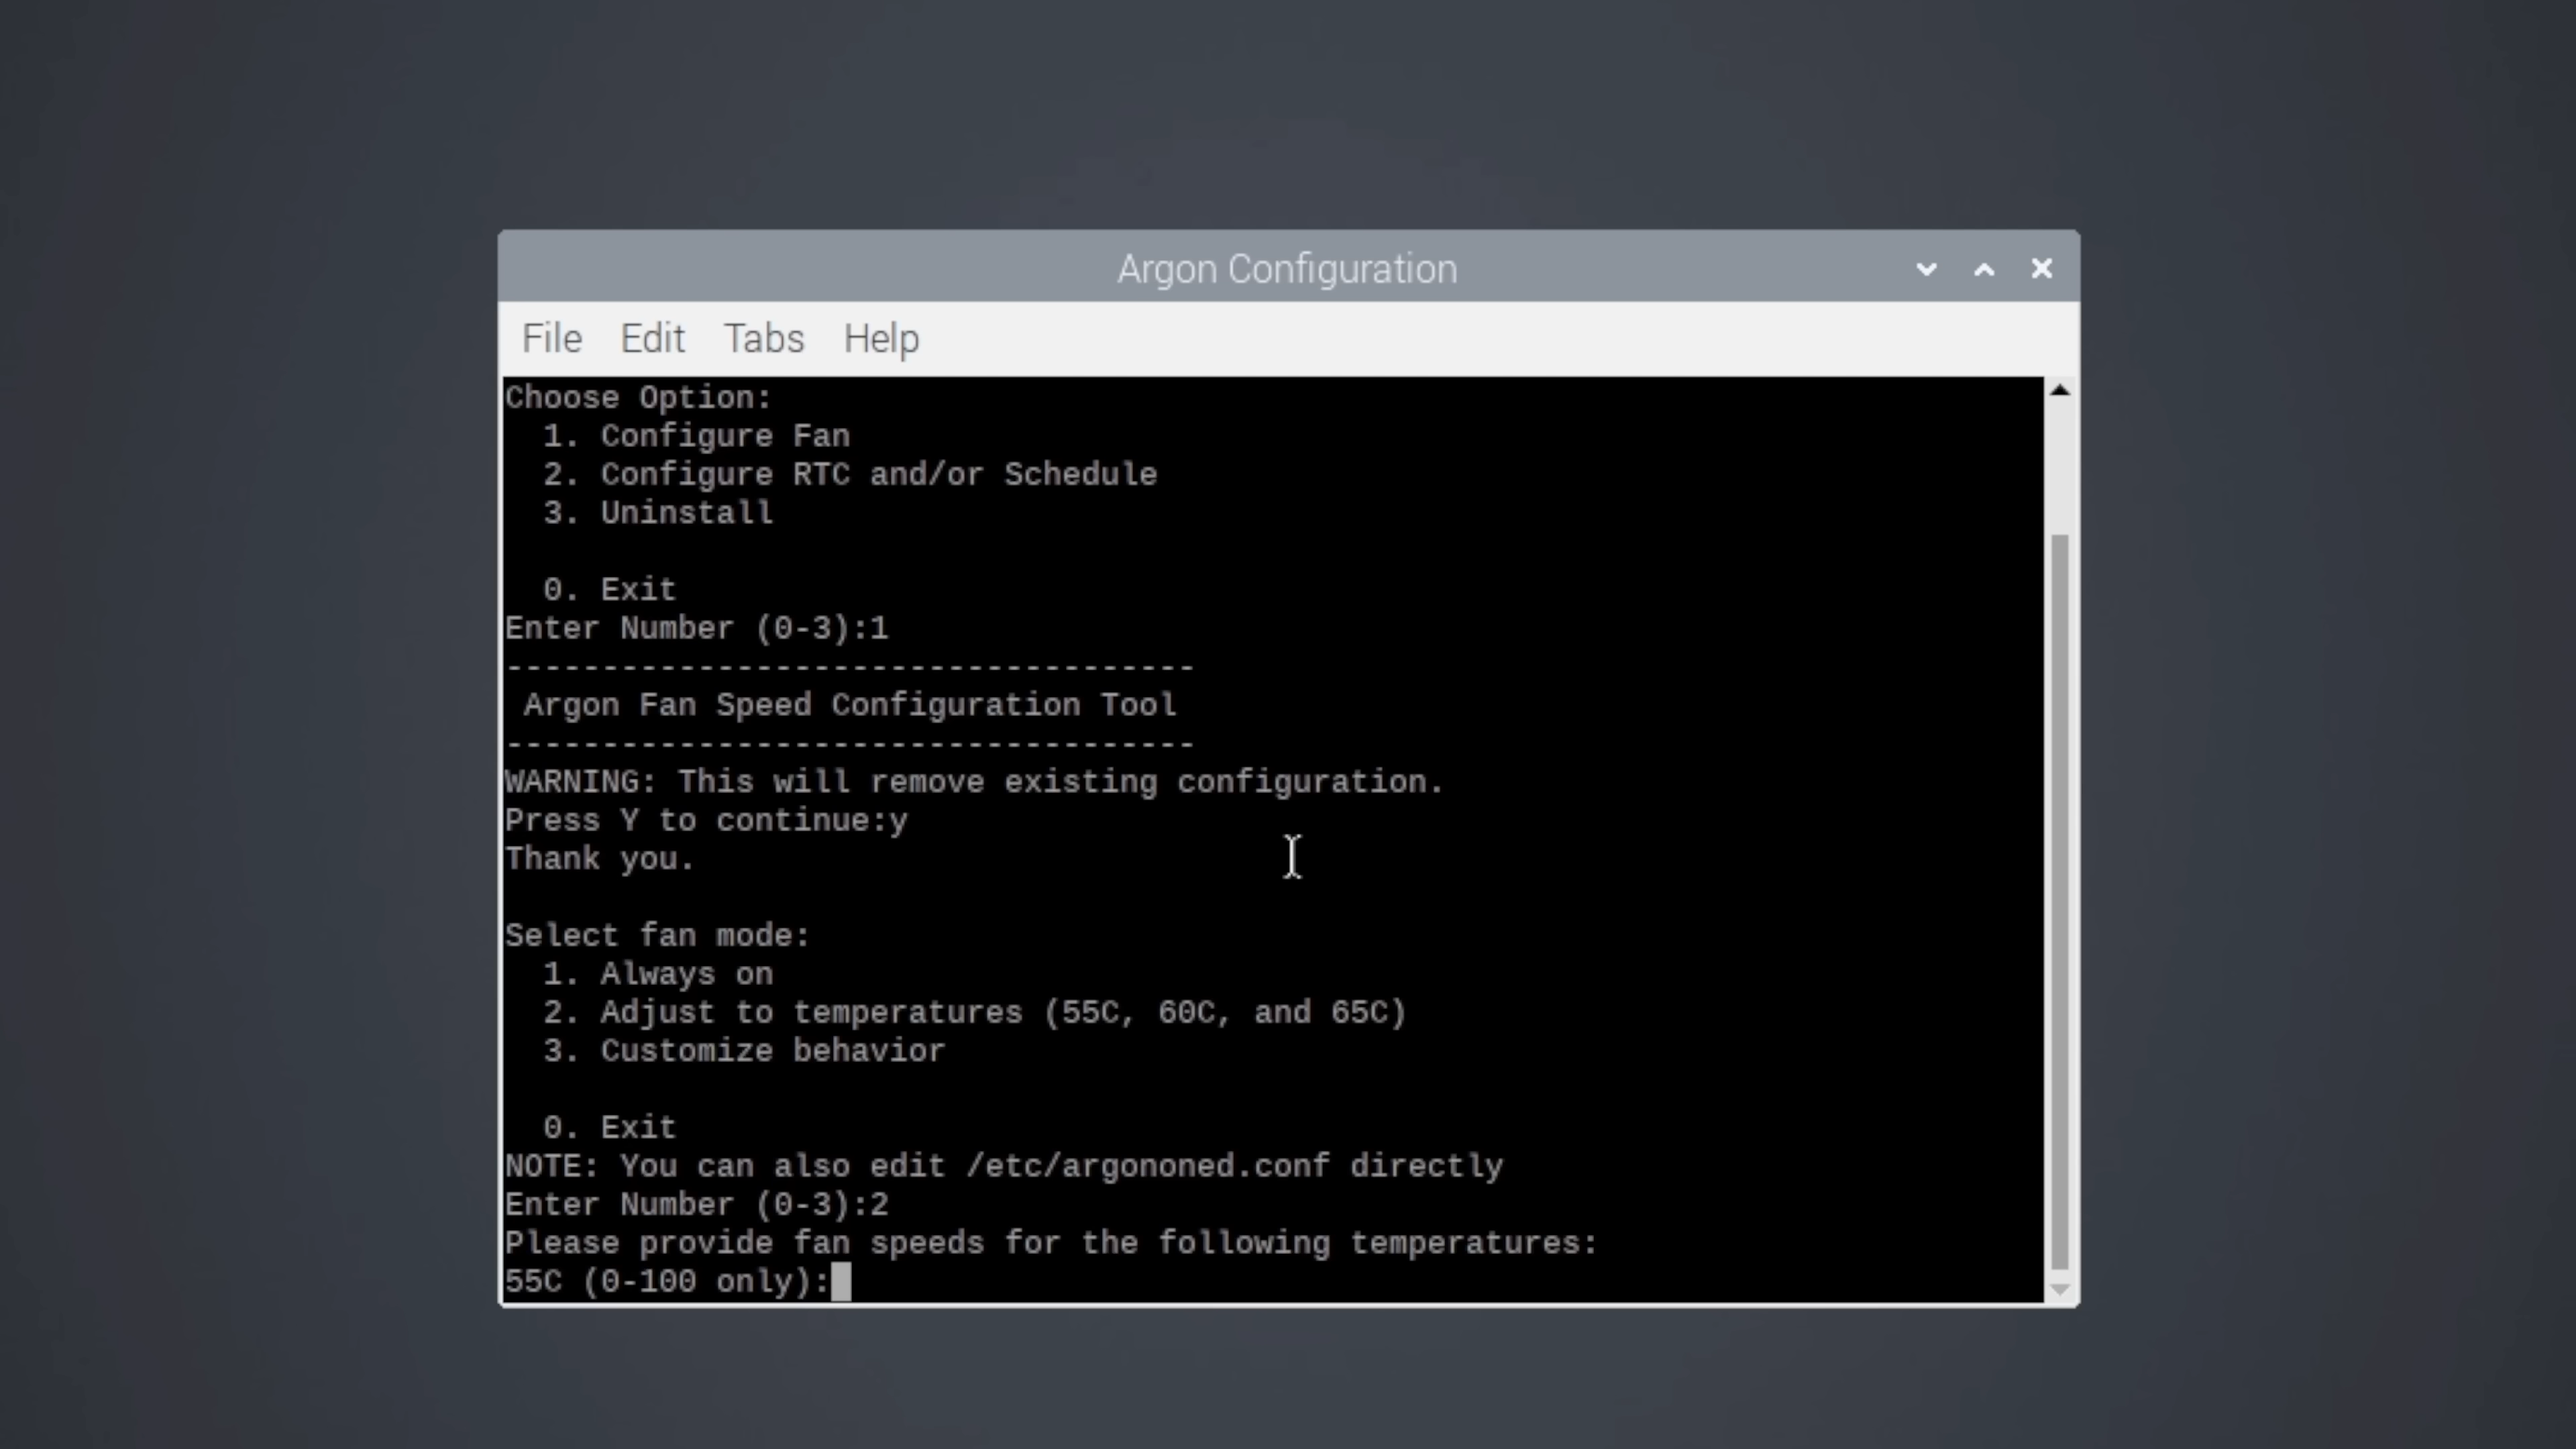 Argon Configuration
File Edit Tabs Help
Choose Option:
  1. Configure Fan
  2. Configure RTC and/or Schedule
  3. Uninstall

  0. Exit
Enter Number (0-3):1
------------------------------------
 Argon Fan Speed Configuration Tool
------------------------------------
WARNING: This will remove existing configuration.
Press Y to continue:y
Thank you.

Select fan mode:
  1. Always on
  2. Adjust to temperatures (55C, 60C, and 65C)
  3. Customize behavior

  0. Exit
NOTE: You can also edit /etc/argononed.conf directly
Enter Number (0-3):2
Please provide fan speeds for the following temperatures:
55C (0-100 only):